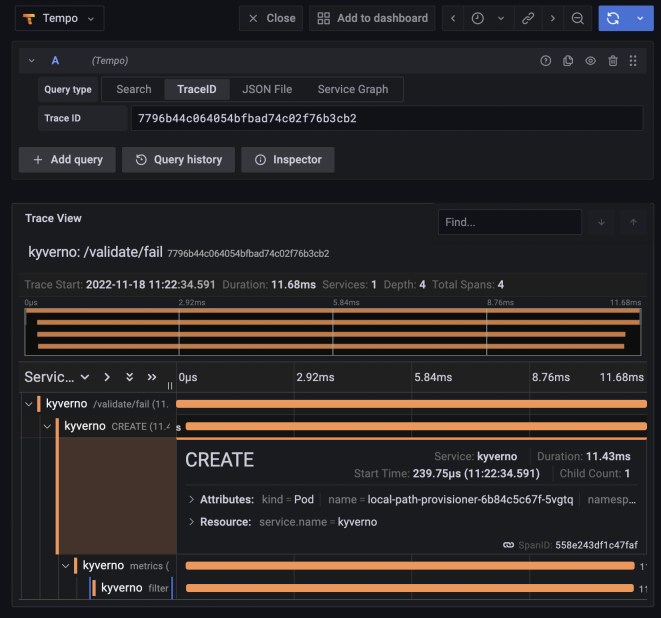 Tempo
Close
Add to dashboard
A (Tempo)
Query type Search TraceID JSON File Service Graph
Trace ID 7796b44c064054bfbad74c02f76b3cb2
+ Add query Query history Inspector
Trace View Find...
kyverno: /validate/fail 7796b44c064054bfbad74c02f76b3cb2
Trace Start: 2022-11-18 11:22:34.591 Duration: 11.68ms Services: 1 Depth: 4 Total Spans: 4
0μs 2.92ms 5.84ms 8.76ms 11.68ms
Servic... 0μs 2.92ms 5.84ms 8.76ms 11.68ms
kyverno /validate/fail (11.
kyverno CREATE (11.4 s
CREATE Service: kyverno Duration: 11.43ms
Start Time: 239.75μs (11:22:34.591) Child Count: 1
Attributes: kind = Pod name = local-path-provisioner-6b84c5c67f-5vgtq namesp...
Resource: service.name = kyverno
SpanID: 558e243df1c47faf
kyverno metrics ( 1
kyverno filter 11